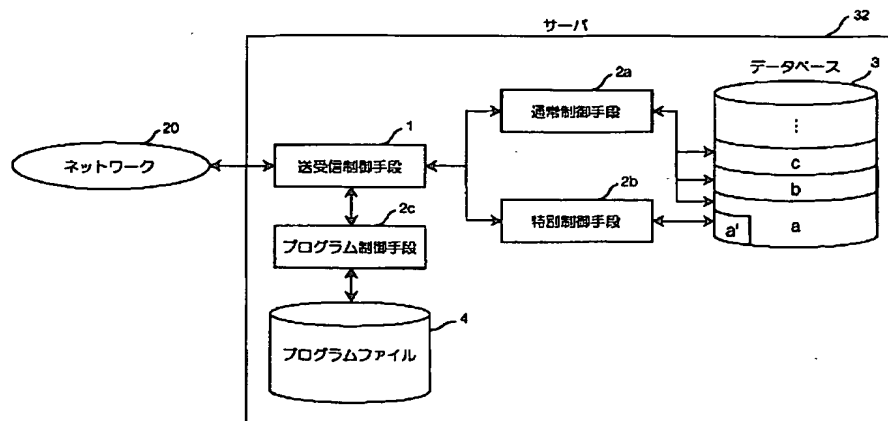 サーバ
32
データベース
3
2a
通常制御手段
20
1
ネットワーク
送受信制御手段
⋮
c
b
a
a'
2b
特別制御手段
2c
プログラム制御手段
4
プログラムファイル